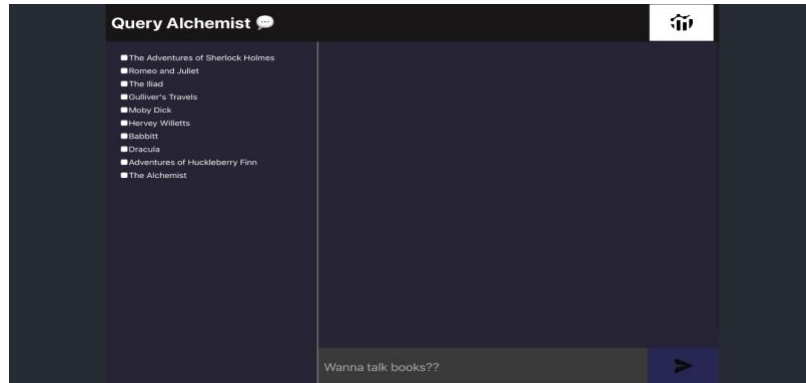 Query Alchemist 💬
The Adventures of Sherlock Holmes
Romeo and Juliet
The Iliad
Gulliver's Travels
Moby Dick
Hervey Willetts
Babbitt
Dracula
Adventures of Huckleberry Finn
The Alchemist
Wanna talk books??